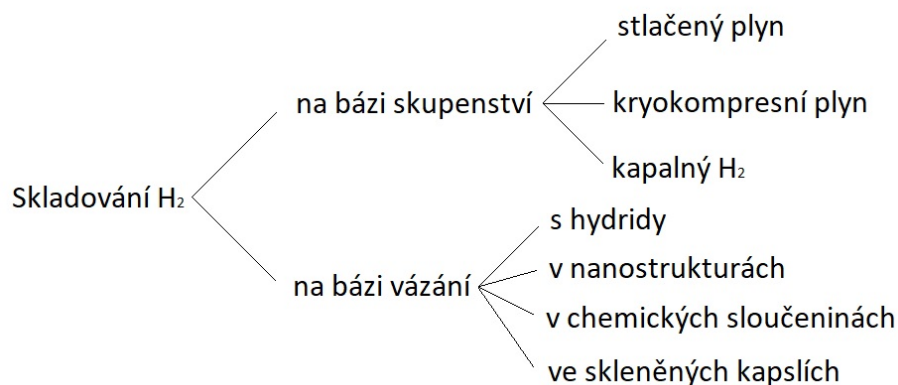 stlačený plyn
na bázi skupenství
kryokompresní plyn
kapalný H₂
Skladování H₂
s hydridy
v nanostrukturách
na bázi vázání
v chemických sloučeninách
ve skleněných kapslích